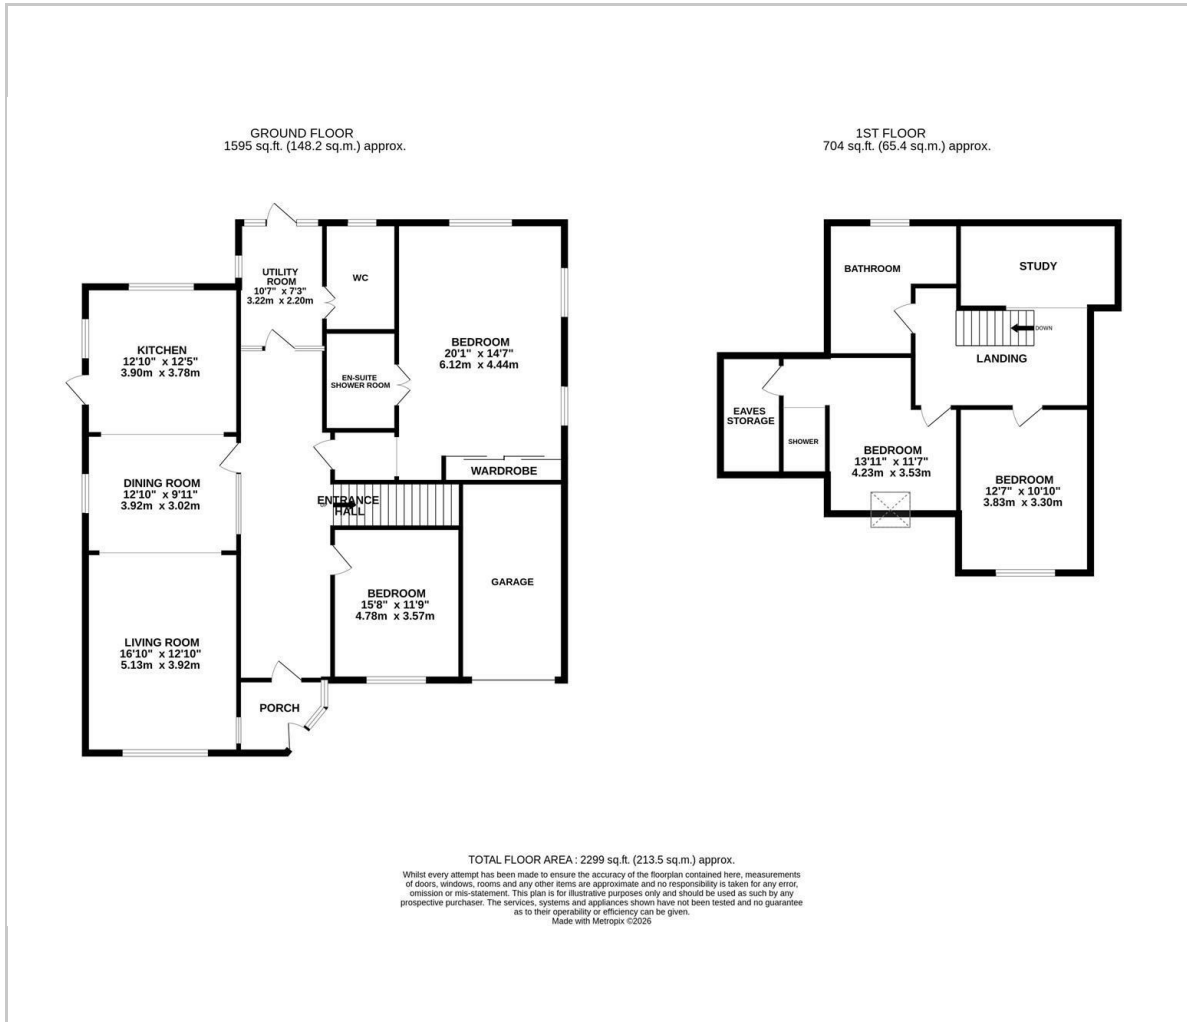 GROUND FLOOR
1595 sq.ft. (148.2 sq.m.) approx.
UTILITY
ROOM
10'7" x 7'3"
3.22m x 2.20m
WC
KITCHEN
12'10" x 12'5"
3.90m x 3.78m
BEDROOM
20'1" x 14'7"
6.12m x 4.44m
EN-SUITE
SHOWER ROOM
WARDROBE
DINING ROOM
12'10" x 9'11"
3.92m x 3.02m
ENTRANCE
HALL
BEDROOM
15'8" x 11'9"
4.78m x 3.57m
GARAGE
LIVING ROOM
16'10" x 12'10"
5.13m x 3.92m
PORCH
1ST FLOOR
704 sq.ft. (65.4 sq.m.) approx.
BATHROOM
STUDY
DOWN
LANDING
EAVES
STORAGE
SHOWER
BEDROOM
13'11" x 11'7"
4.23m x 3.53m
BEDROOM
12'7" x 10'10"
3.83m x 3.30m
TOTAL FLOOR AREA : 2299 sq.ft. (213.5 sq.m.) approx.
Whilst every attempt has been made to ensure the accuracy of the floorplan contained here, measurements
of doors, windows, rooms and any other items are approximate and no responsibility is taken for any error,
omission or mis-statement. This plan is for illustrative purposes only and should be used as such by any
prospective purchaser. The services, systems and appliances shown have not been tested and no guarantee
as to their operability or efficiency can be given.
Made with Metropix ©2026